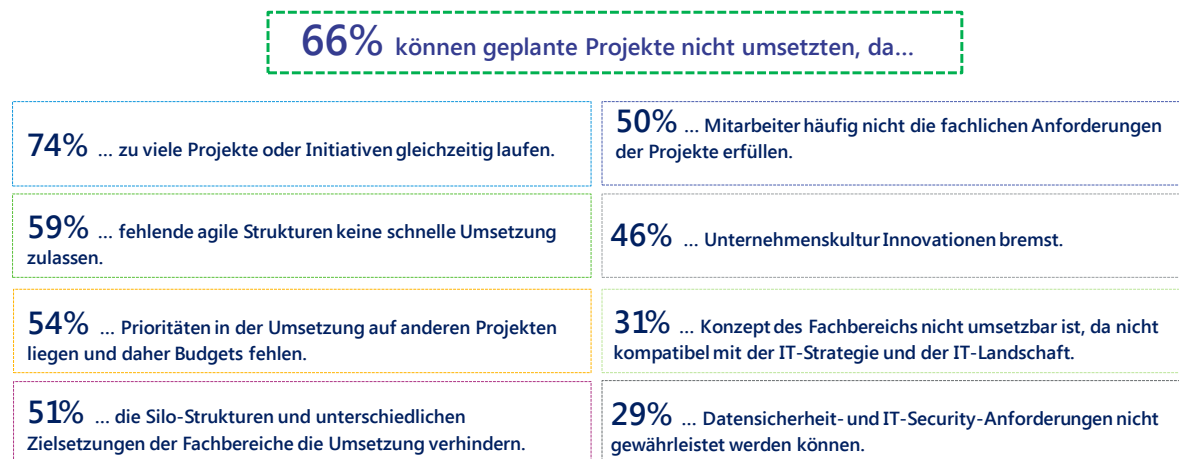 66% können geplante Projekte nicht umsetzten, da...
74% ... zu viele Projekte oder Initiativen gleichzeitig laufen.
59% ... fehlende agile Strukturen keine schnelle Umsetzung
zulassen.
54% ... Prioritäten in der Umsetzung auf anderen Projekten
liegen und daher Budgets fehlen.
51% ... die Silo-Strukturen und unterschiedlichen
Zielsetzungen der Fachbereiche die Umsetzung verhindern.
50% ... Mitarbeiter häufig nicht die fachlichen Anforderungen
der Projekte erfüllen.
46% ... Unternehmenskultur Innovationen bremst.
31% ... Konzept des Fachbereichs nicht umsetzbar ist, da nicht
kompatibel mit der IT-Strategie und der IT-Landschaft.
29% ... Datensicherheit- und IT-Security-Anforderungen nicht
gewährleistet werden können.